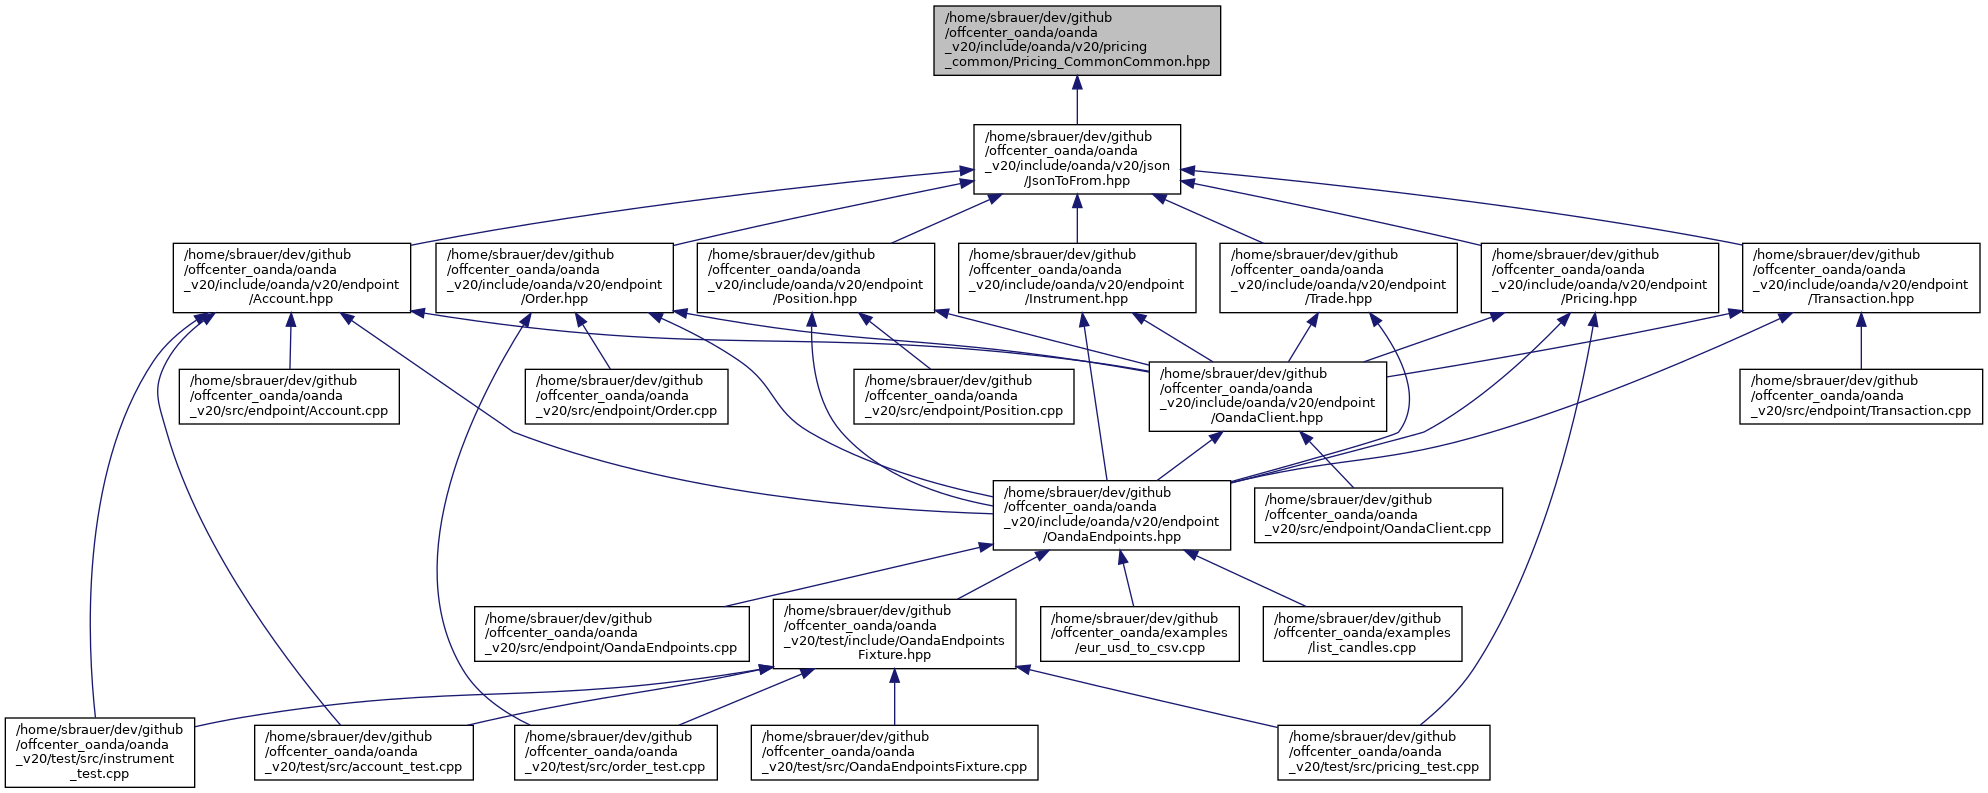 /home/sbrauer/dev/github
/offcenter_oanda/oanda
_v20/include/oanda/v20/pricing
_common/Pricing_CommonCommon.hpp
/home/sbrauer/dev/github
/offcenter_oanda/oanda
_v20/include/oanda/v20/json
/JsonToFrom.hpp
/home/sbrauer/dev/github
/offcenter_oanda/oanda
_v20/include/oanda/v20/endpoint
/Account.hpp
/home/sbrauer/dev/github
/offcenter_oanda/oanda
_v20/include/oanda/v20/endpoint
/Order.hpp
/home/sbrauer/dev/github
/offcenter_oanda/oanda
_v20/include/oanda/v20/endpoint
/Position.hpp
/home/sbrauer/dev/github
/offcenter_oanda/oanda
_v20/include/oanda/v20/endpoint
/Instrument.hpp
/home/sbrauer/dev/github
/offcenter_oanda/oanda
_v20/include/oanda/v20/endpoint
/Trade.hpp
/home/sbrauer/dev/github
/offcenter_oanda/oanda
_v20/include/oanda/v20/endpoint
/Pricing.hpp
/home/sbrauer/dev/github
/offcenter_oanda/oanda
_v20/include/oanda/v20/endpoint
/Transaction.hpp
/home/sbrauer/dev/github
/offcenter_oanda/oanda
_v20/src/endpoint/Account.cpp
/home/sbrauer/dev/github
/offcenter_oanda/oanda
_v20/src/endpoint/Order.cpp
/home/sbrauer/dev/github
/offcenter_oanda/oanda
_v20/src/endpoint/Position.cpp
/home/sbrauer/dev/github
/offcenter_oanda/oanda
_v20/include/oanda/v20/endpoint
/OandaClient.hpp
/home/sbrauer/dev/github
/offcenter_oanda/oanda
_v20/src/endpoint/Transaction.cpp
/home/sbrauer/dev/github
/offcenter_oanda/oanda
_v20/include/oanda/v20/endpoint
/OandaEndpoints.hpp
/home/sbrauer/dev/github
/offcenter_oanda/oanda
_v20/src/endpoint/OandaClient.cpp
/home/sbrauer/dev/github
/offcenter_oanda/oanda
_v20/src/endpoint/OandaEndpoints.cpp
/home/sbrauer/dev/github
/offcenter_oanda/oanda
_v20/test/include/OandaEndpoints
Fixture.hpp
/home/sbrauer/dev/github
/offcenter_oanda/examples
/eur_usd_to_csv.cpp
/home/sbrauer/dev/github
/offcenter_oanda/examples
/list_candles.cpp
/home/sbrauer/dev/github
/offcenter_oanda/oanda
_v20/test/src/instrument
_test.cpp
/home/sbrauer/dev/github
/offcenter_oanda/oanda
_v20/test/src/account_test.cpp
/home/sbrauer/dev/github
/offcenter_oanda/oanda
_v20/test/src/order_test.cpp
/home/sbrauer/dev/github
/offcenter_oanda/oanda
_v20/test/src/OandaEndpointsFixture.cpp
/home/sbrauer/dev/github
/offcenter_oanda/oanda
_v20/test/src/pricing_test.cpp